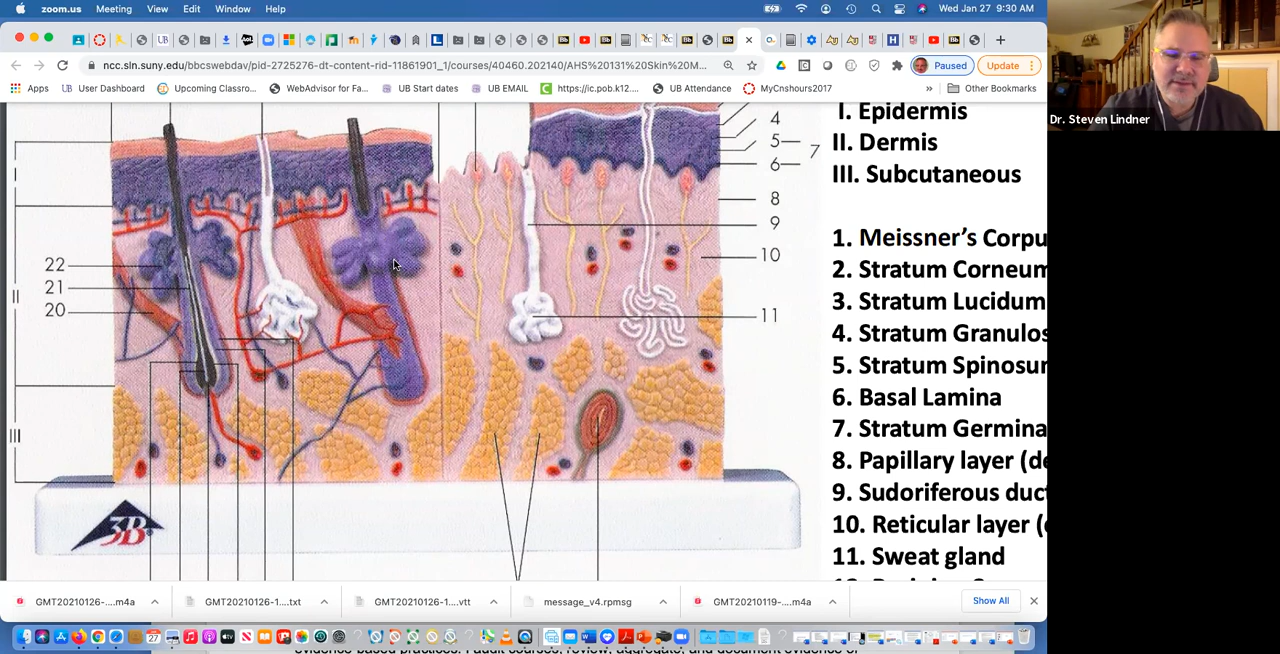 zoom.us Meeting View Edit Window Help Wed Jan 27 9:30 AM
ncc.sln.suny.edu/bbcswebdav/pid-2725276-dt-content-rid-11861901_1/courses/40460.202140/AHS%20131%20Skin%20M... Paused Update
Apps User Dashboard Upcoming Classro... WebAdvisor for Fa... UB Start dates UB EMAIL https://ic.pob.k12.... UB Attendance MyCnshours2017 » Other Bookmarks
Dr. Steven Lindner
I. Epidermis
II. Dermis
III. Subcutaneous
1. Meissner's Corpu
2. Stratum Corneum
3. Stratum Lucidum
4. Stratum Granulos
5. Stratum Spinosu
6. Basal Lamina
7. Stratum Germina
8. Papillary layer (de
9. Sudoriferous duc
10. Reticular layer (
11. Sweat gland
4
5
7
6
8
9
10
11
I
22
II
21
20
III
3B
GMT20210126-....m4a GMT20210126-1....txt GMT20210126-1....vtt message_v4.rpmsg GMT20210119-....m4a Show All